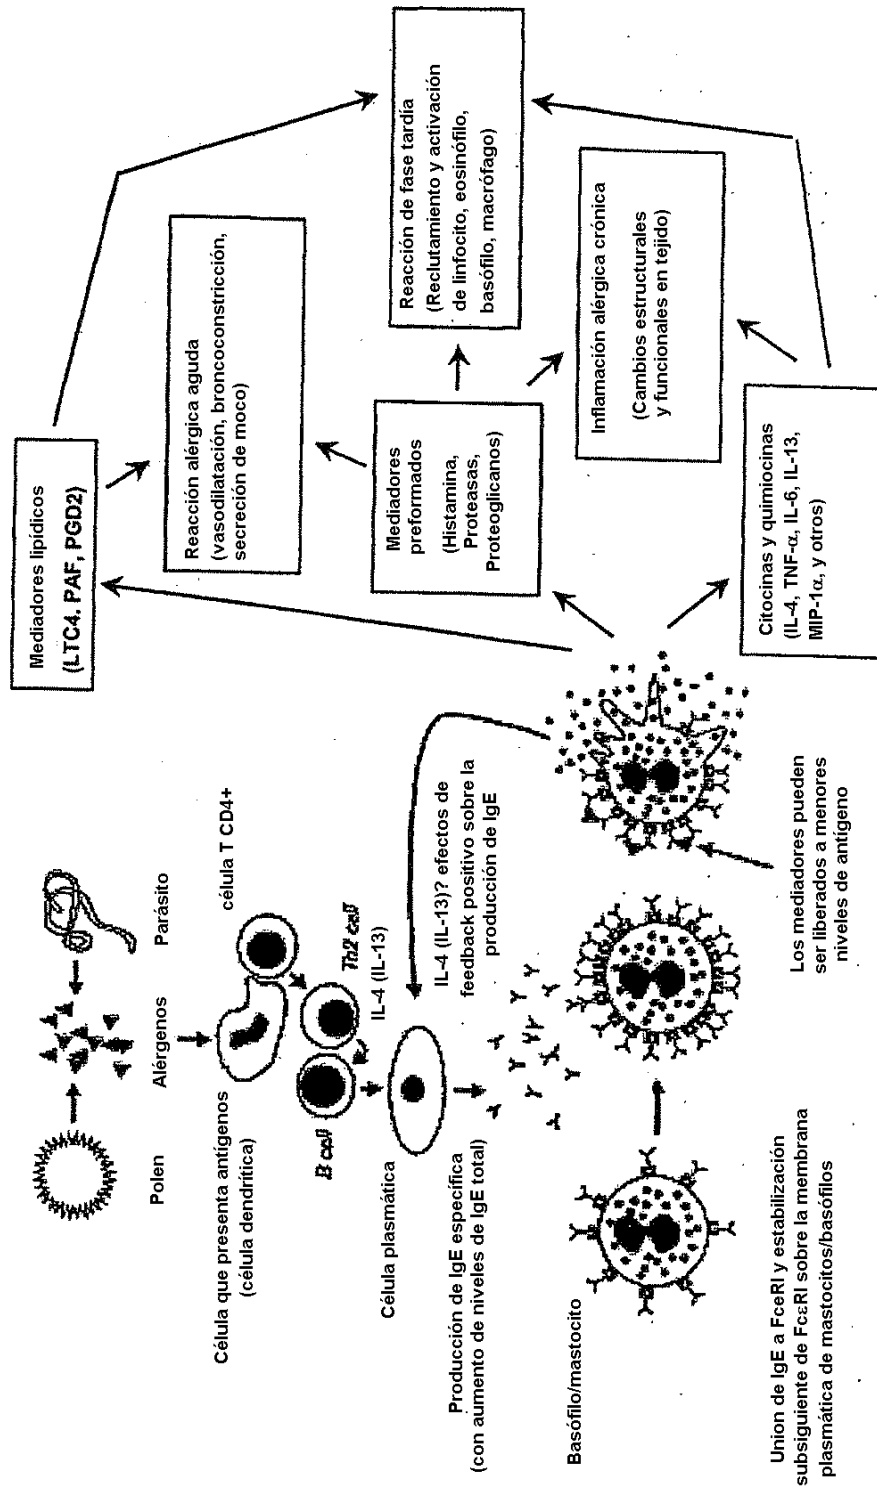 Polen
Alérgenos
Parásito
Célula que presenta antígenos
(célula dendrítica)
célula T CD4+
B cell
Th2 cell
IL-4 (IL-13)
Célula plasmática
IL-4 (IL-13)? efectos de
feedback positivo sobre la
producción de IgE
Producción de IgE específica
(con aumento de niveles de IgE total)
Basófilo/mastocito
Union de IgE a FceRI y estabilización
subsiguiente de FcεRI sobre la membrana
plasmática de mastocitos/basófilos
Los mediadores pueden
ser liberados a menores
niveles de antígeno
Mediadores lipídicos
(LTC4. PAF, PGD2)
Reacción alérgica aguda
(vasodilatación, broncoconstricción,
secreción de moco)
Mediadores
preformados
(Histamina,
Proteasas,
Proteoglicanos)
Reacción de fase tardía
(Reclutamiento y activación
de linfocito, eosinófilo,
basófilo, macrófago)
Inflamación alérgica crónica
(Cambios estructurales
y funcionales en tejido)
Citocinas y quimiocinas
(IL-4, TNF-α, IL-6, IL-13,
MIP-1α, y otros)